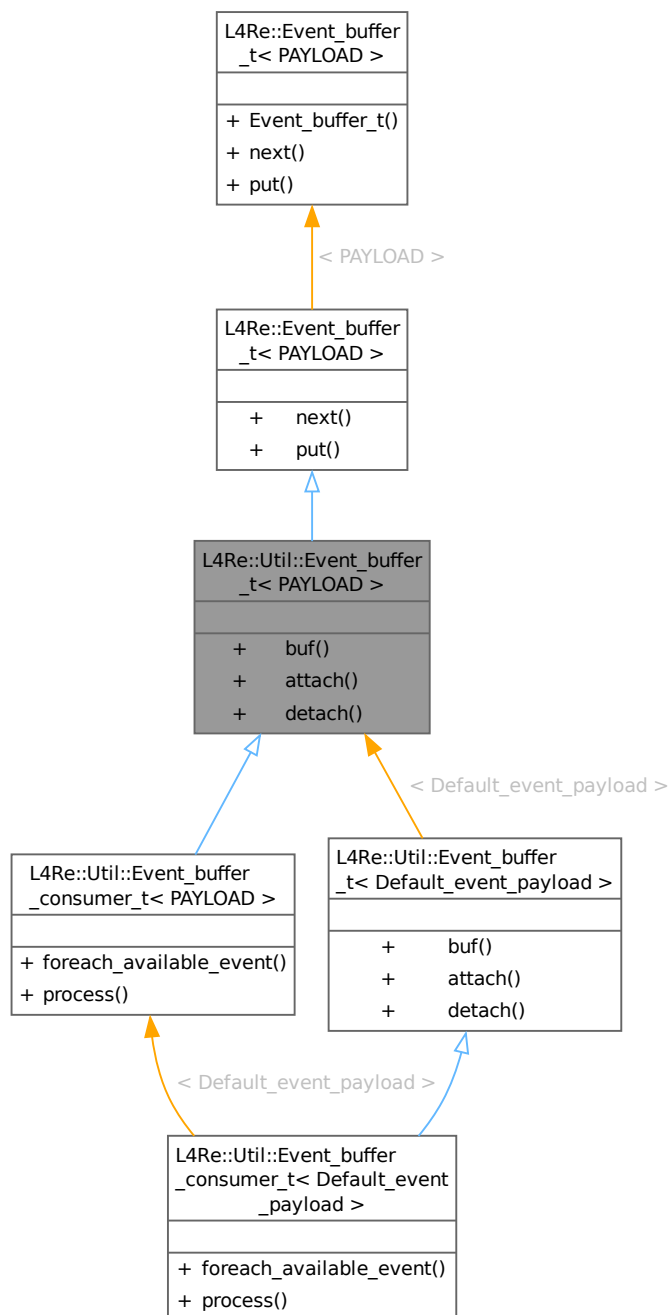 L4Re::Event_buffer
_t< PAYLOAD >
+ Event_buffer_t()
+ next()
+ put()
< PAYLOAD >
L4Re::Event_buffer
_t< PAYLOAD >
+ next()
+ put()
L4Re::Util::Event_buffer
_t< PAYLOAD >
+ buf()
+ attach()
+ detach()
< Default_event_payload >
L4Re::Util::Event_buffer
_consumer_t< PAYLOAD >
+ foreach_available_event()
+ process()
L4Re::Util::Event_buffer
_t< Default_event_payload >
+ buf()
+ attach()
+ detach()
< Default_event_payload >
L4Re::Util::Event_buffer
_consumer_t< Default_event
_payload >
+ foreach_available_event()
+ process()